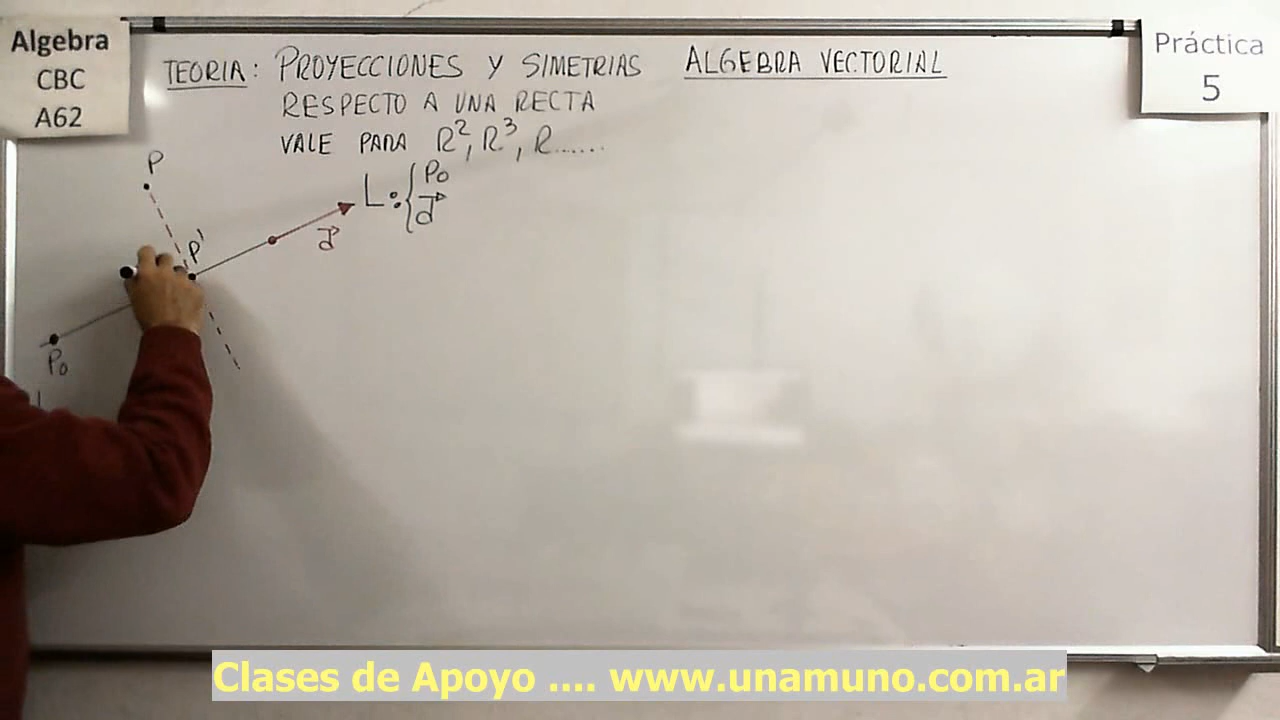 Algebra
CBC
A62
Práctica
5
TEORIA: PROYECCIONES Y SIMETRIAS ALGEBRA VECTORIAL
RESPECTO A UNA RECTA
VALE PARA R², R³, R......
P
L: { P₀
d⃗
P'
d⃗
P₀
Clases de Apoyo .... www.unamuno.com.ar